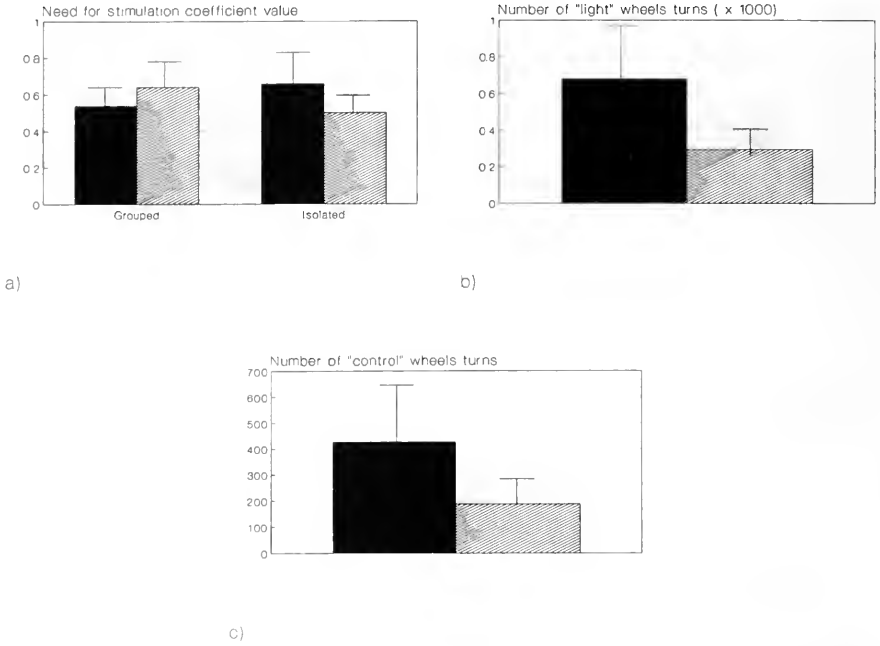 Need for stimulation coefficient value
1
0 8
0 6
0 4
0 2
0
Grouped
Isolated
a)
Number of "light" wheels turns ( x 1000)
1
0 8
0 6
0 4
0 2
0
b)
Number of "control" wheels turns
700
600
500
400
300
200
100
0
c)